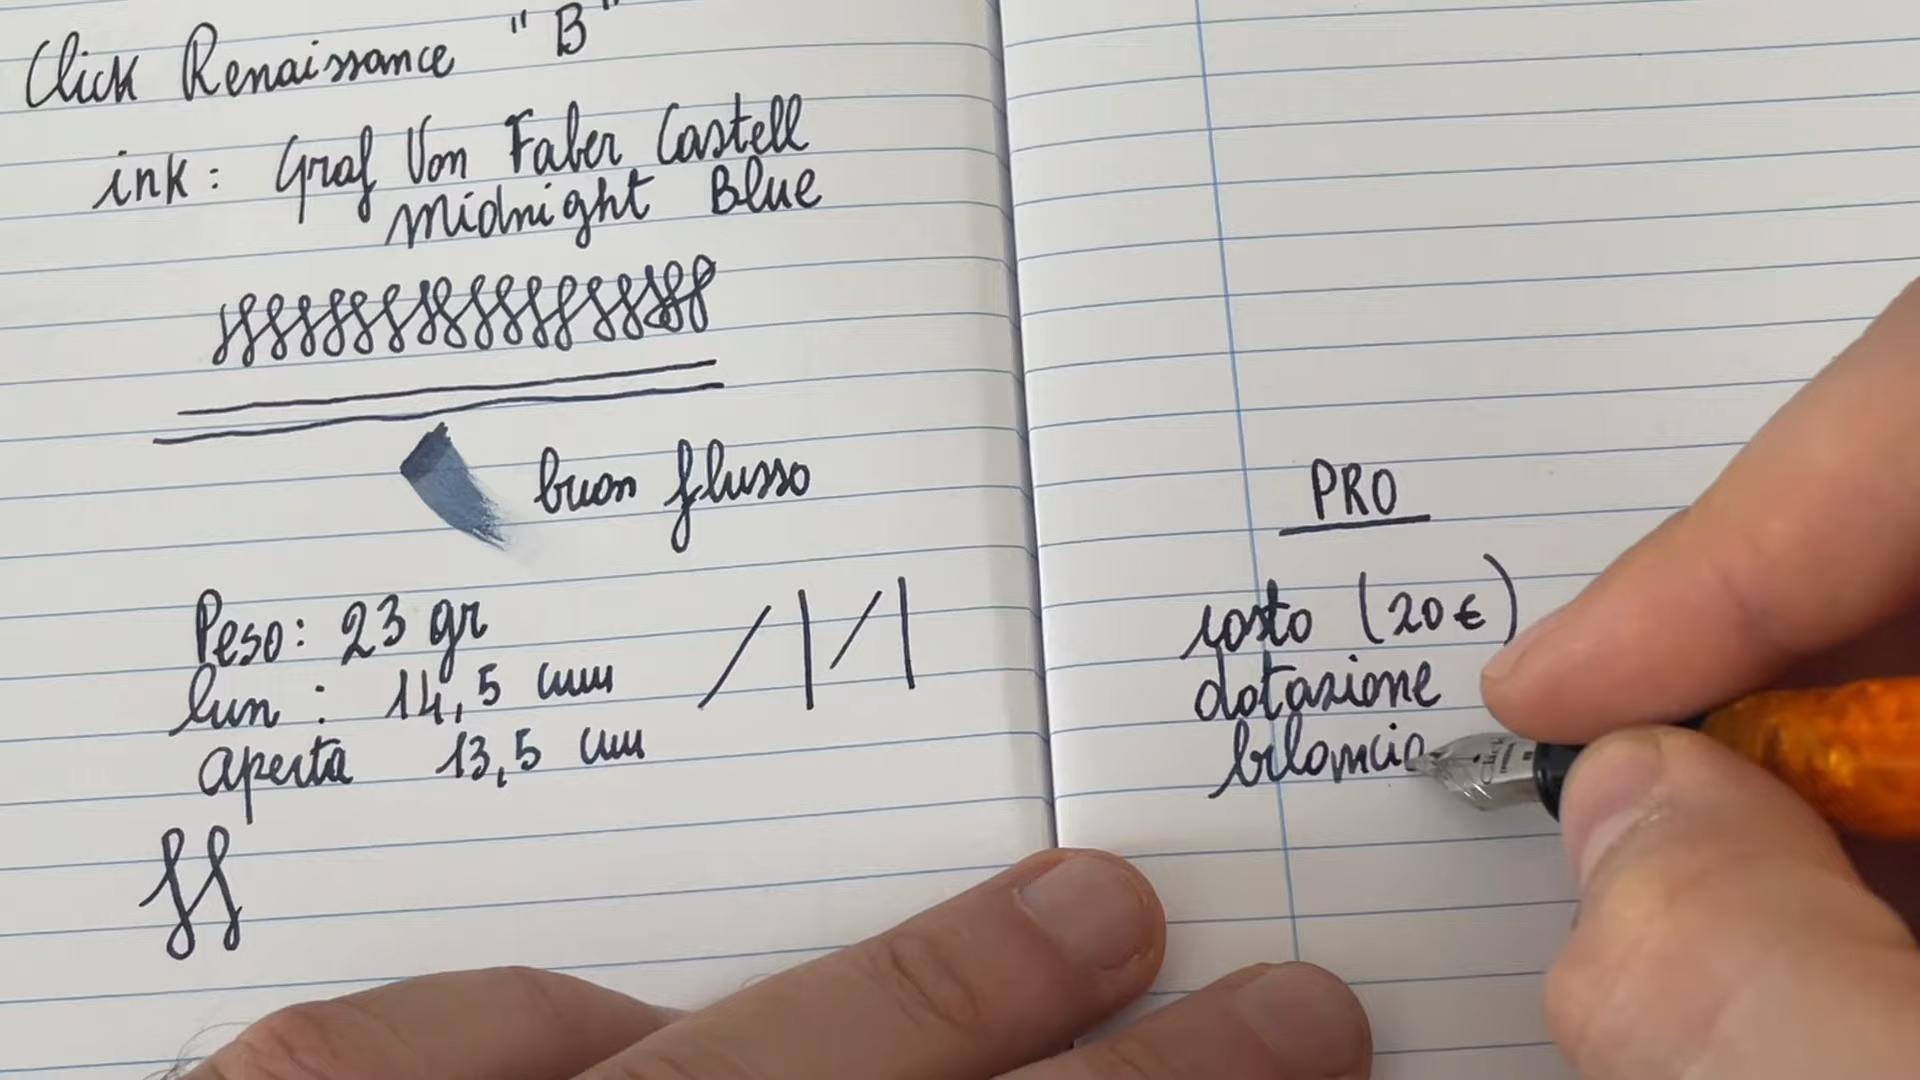 Click Renaissance "B"
ink: Graf Von Faber Castell
Midnight Blue
buon flusso
Peso: 23 gr
lun: 14,5 cm
aperta 13,5 cm
PRO
costo (20€)
dotazione
bilancia